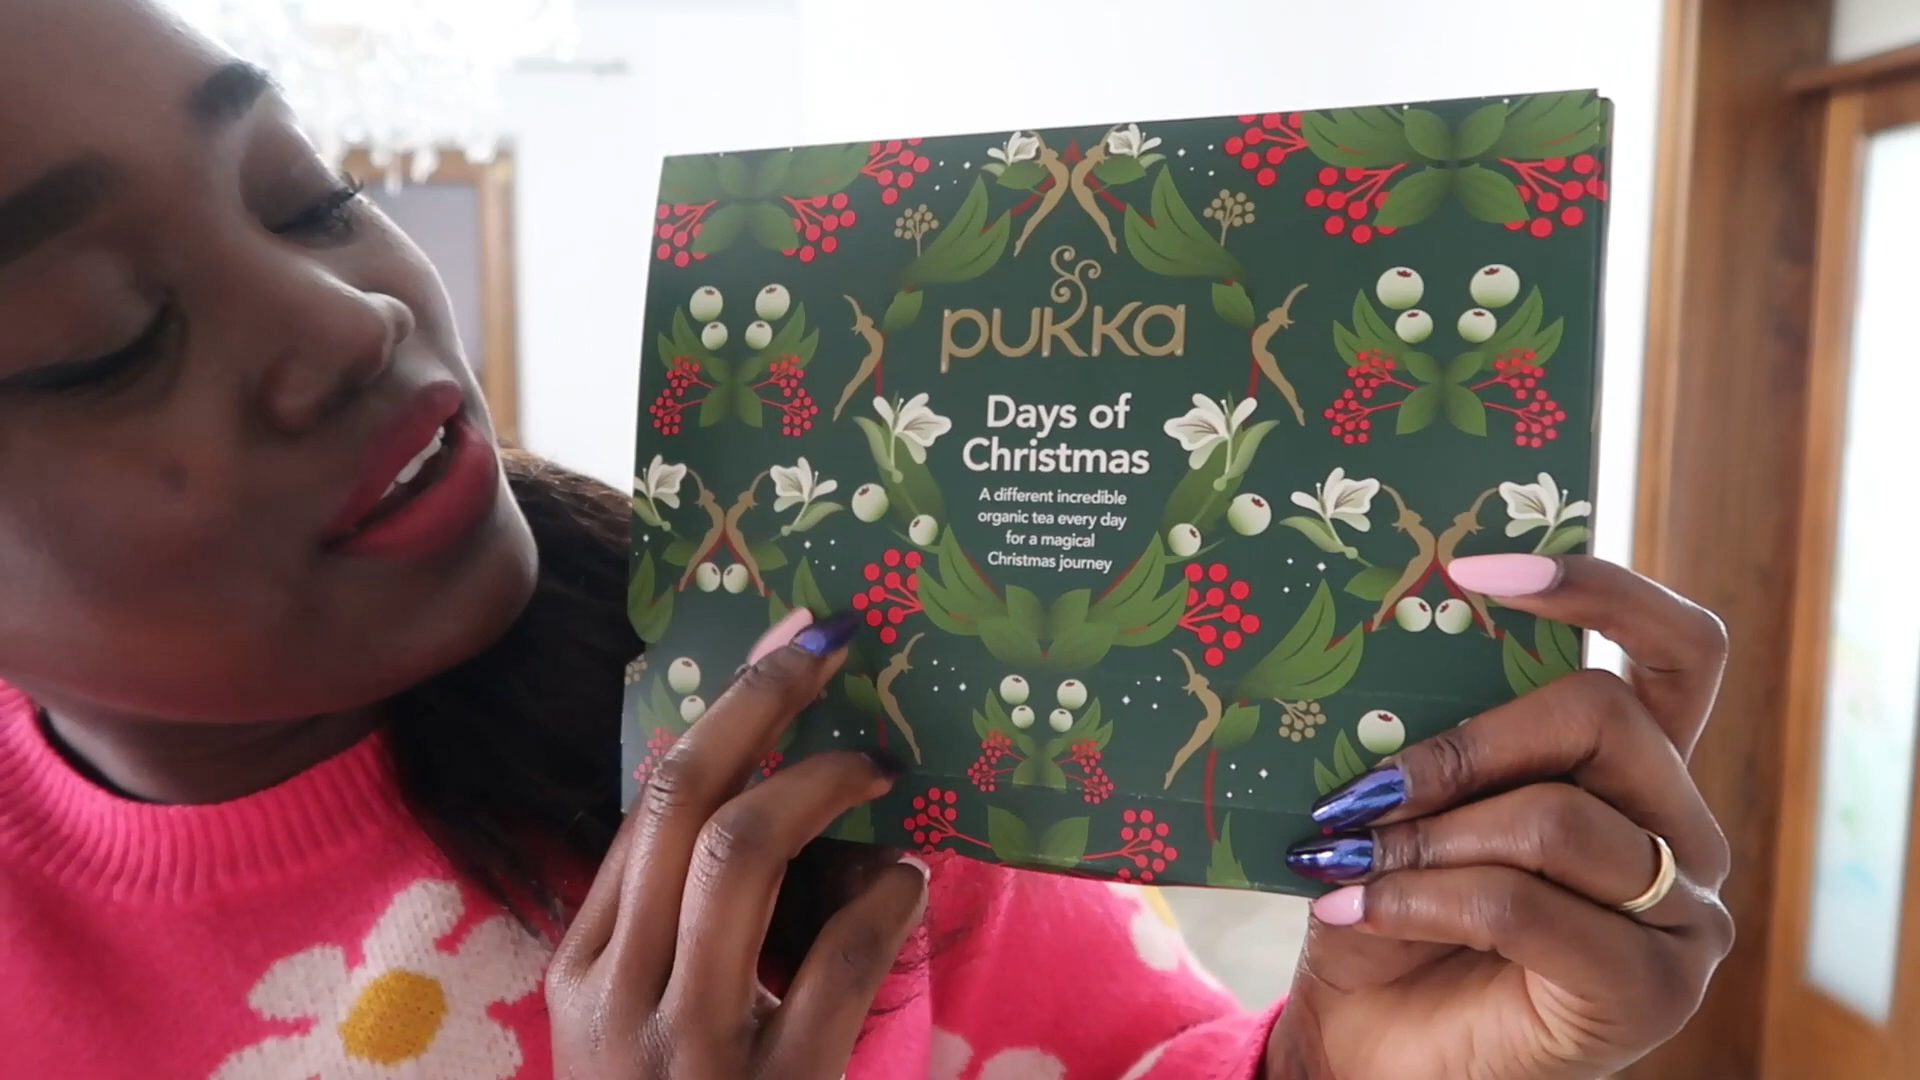 pukka
Days of
Christmas
A different incredible
organic tea every day
for a magical
Christmas journey